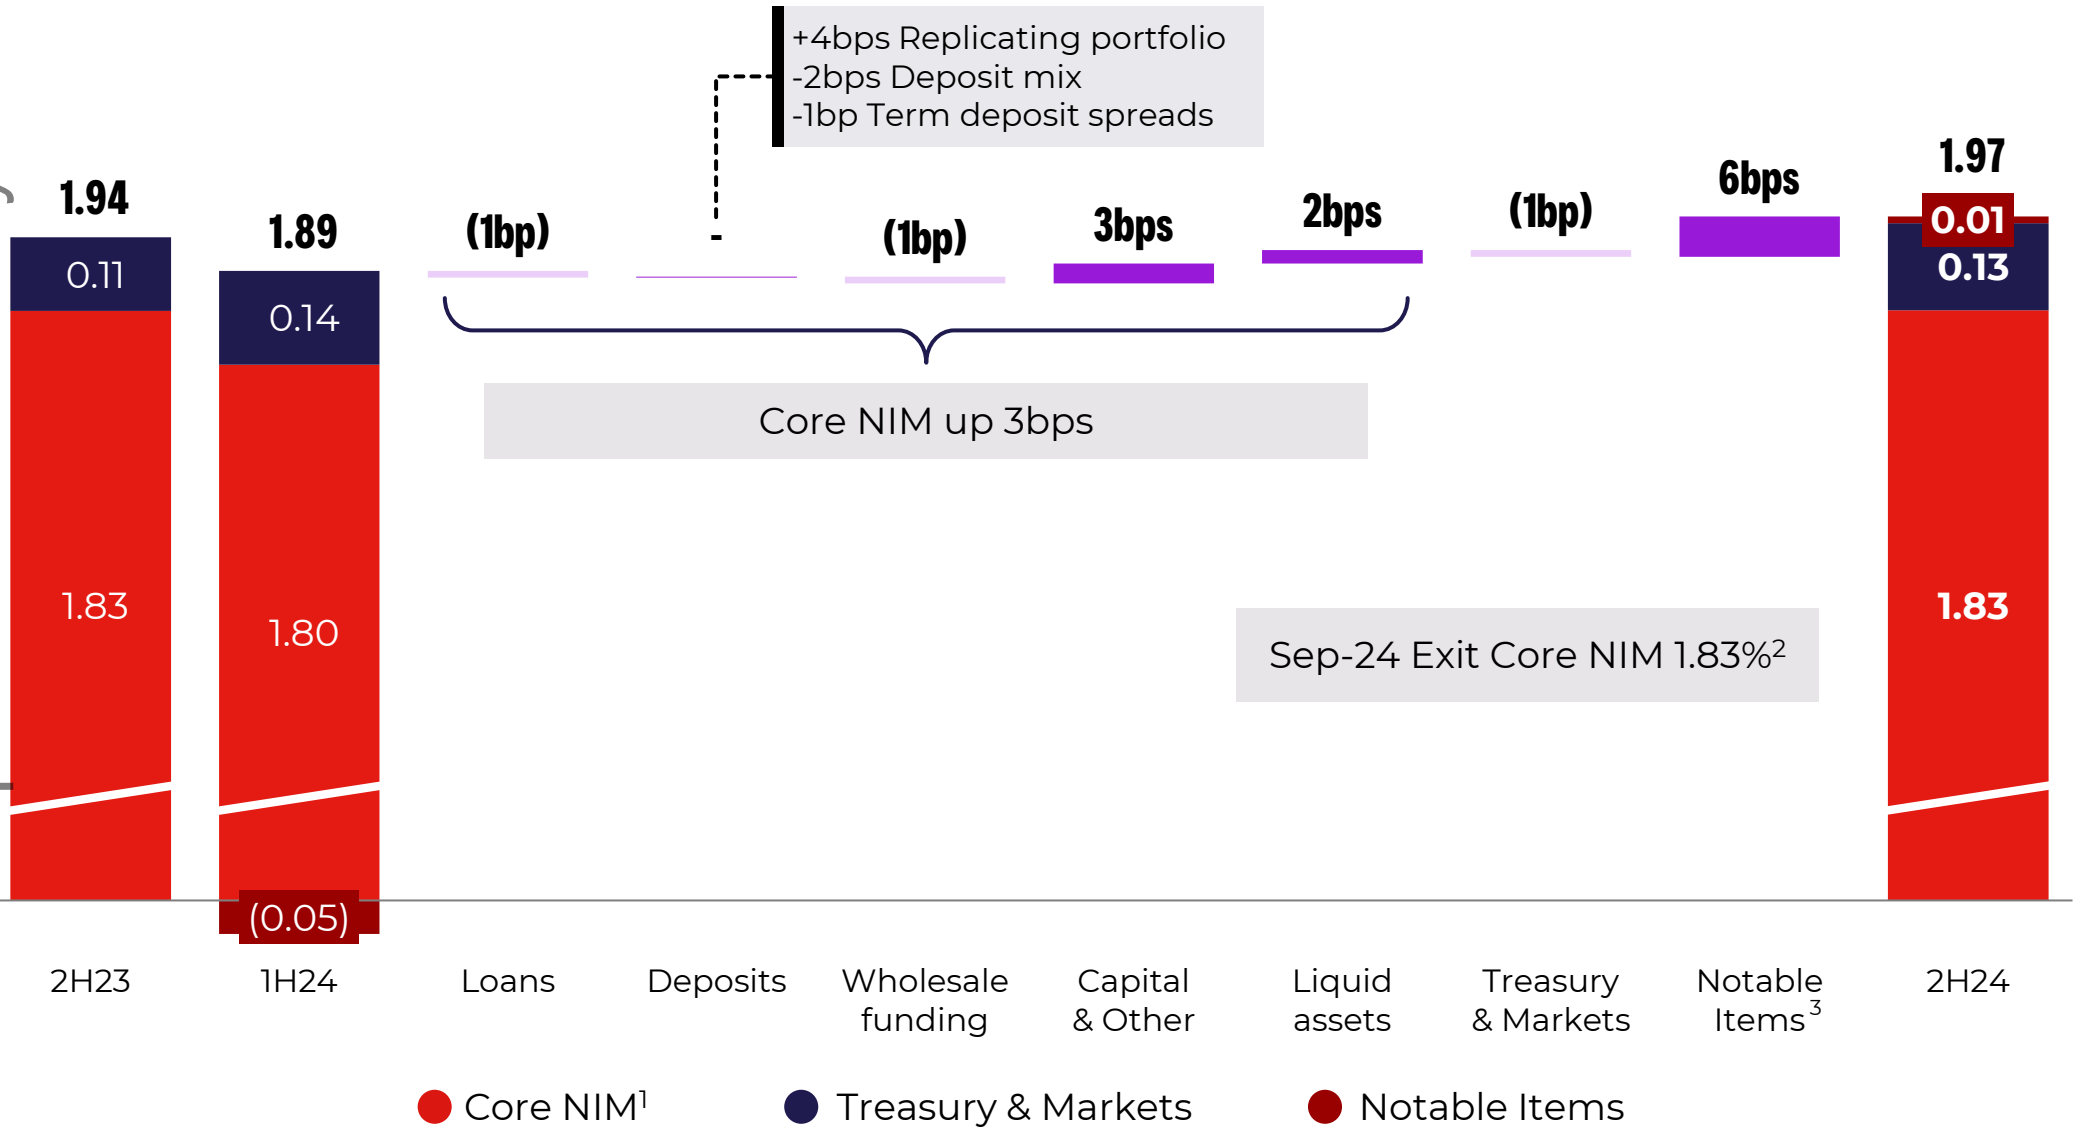 +4bps Replicating portfolio
-2bps Deposit mix
-1bp Term deposit spreads
1.94
1.89
(1bp)
-
(1bp)
3bps
2bps
(1bp)
6bps
1.97
0.11
0.14
0.01
0.13
Core NIM up 3bps
1.83
1.80
1.83
Sep-24 Exit Core NIM 1.83%²
(0.05)
2H23
1H24
Loans
Deposits
Wholesale
funding
Capital
& Other
Liquid
assets
Treasury
& Markets
Notable
Items³
2H24
Core NIM¹
Treasury & Markets
Notable Items